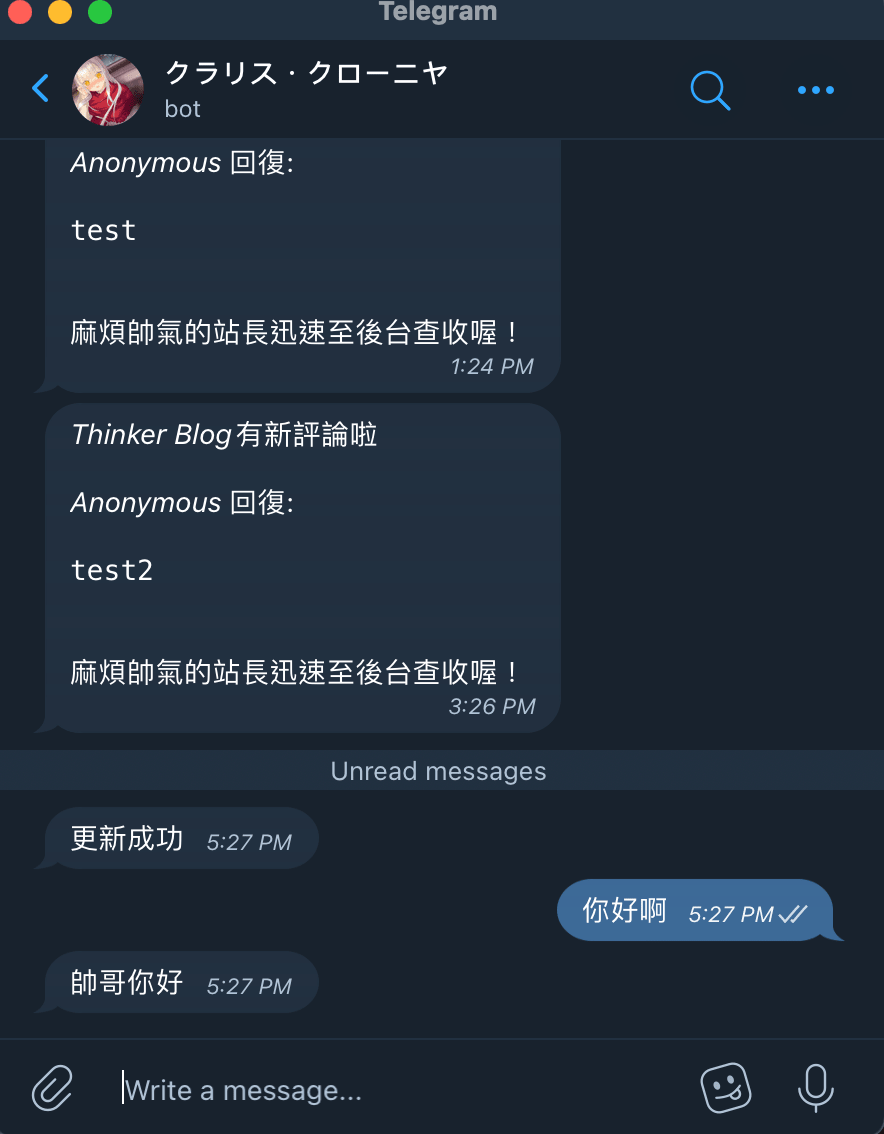 Telegram
クラリス · クローニヤ
bot
Anonymous 回復:
test
麻煩帥氣的站長迅速至後台查收喔！
1:24 PM
Thinker Blog有新評論啦
Anonymous 回復:
test2
麻煩帥氣的站長迅速至後台查收喔！
3:26 PM
Unread messages
更新成功 5:27 PM
你好啊 5:27 PM
帥哥你好 5:27 PM
Write a message...